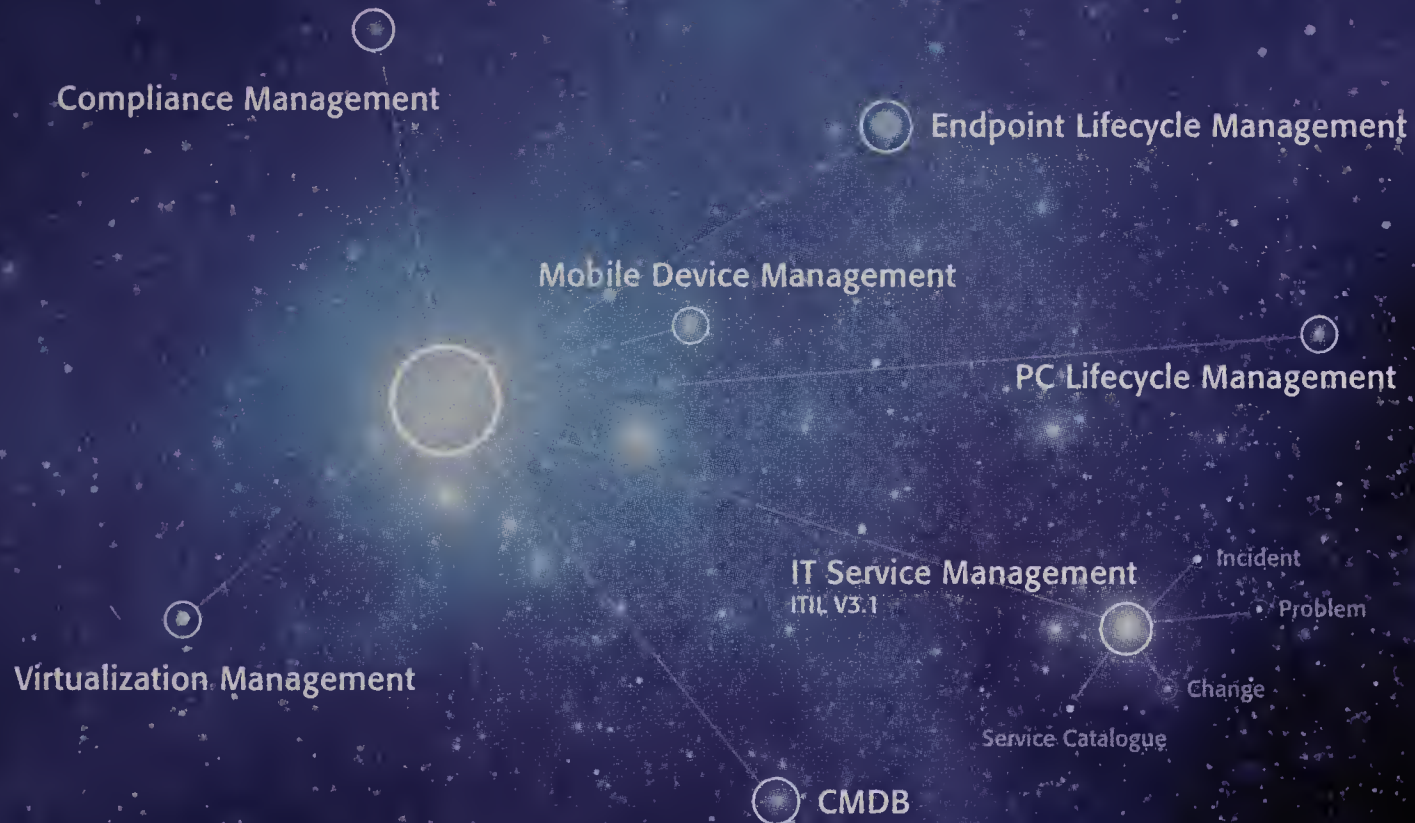 Compliance Management
Endpoint Lifecycle Management
Mobile Device Management
PC Lifecycle Management
IT Service Management
ITIL V3.1
Incident
Problem
Virtualization Management
Change
Service Catalogue
CMDB